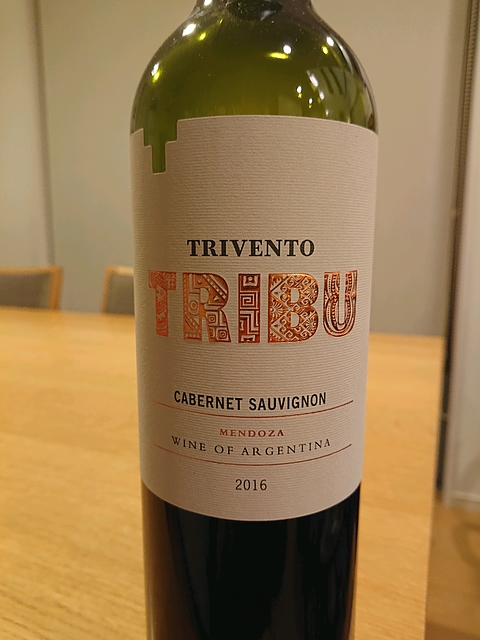 TRIVENTO
TRIBU
CABERNET SAUVIGNON
MENDOZA
WINE OF ARGENTINA
2016